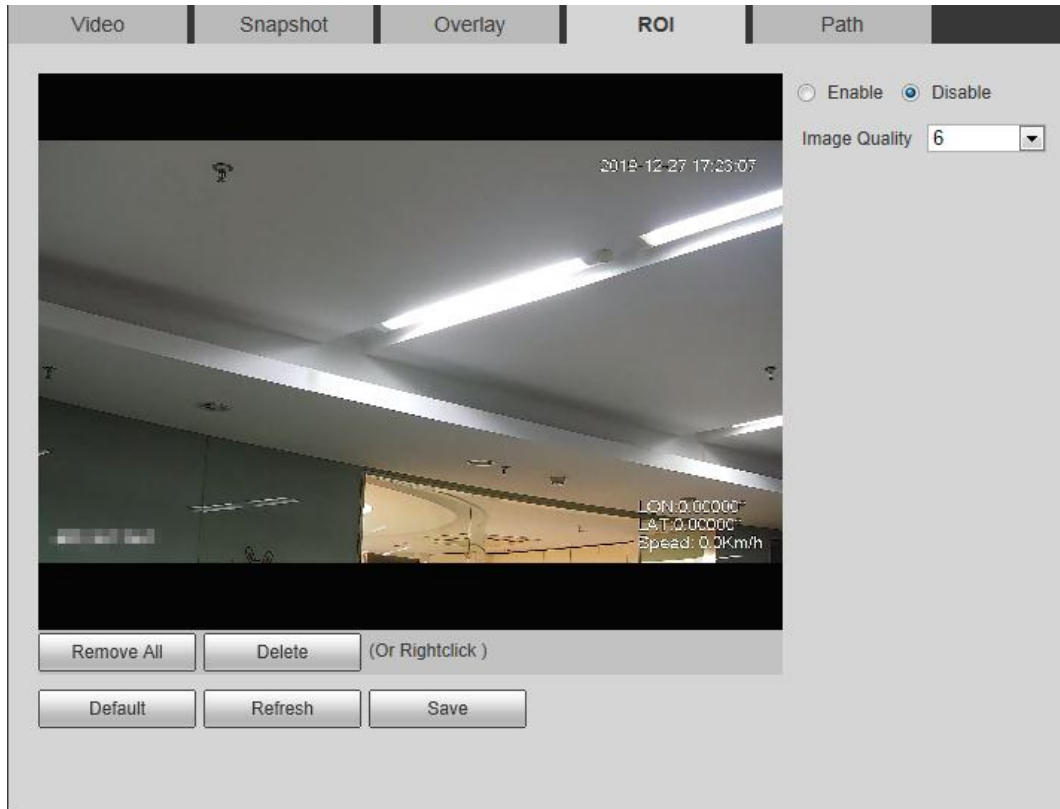 Video Snapshot Overlay ROI Path
Enable Disable
Image Quality 6
2019-12-27 17:23:07
LON:0.00000°
LAT:0.00000°
Spead: 0.0Km/h
Remove All Delete (Or Rightclick )
Default Refresh Save